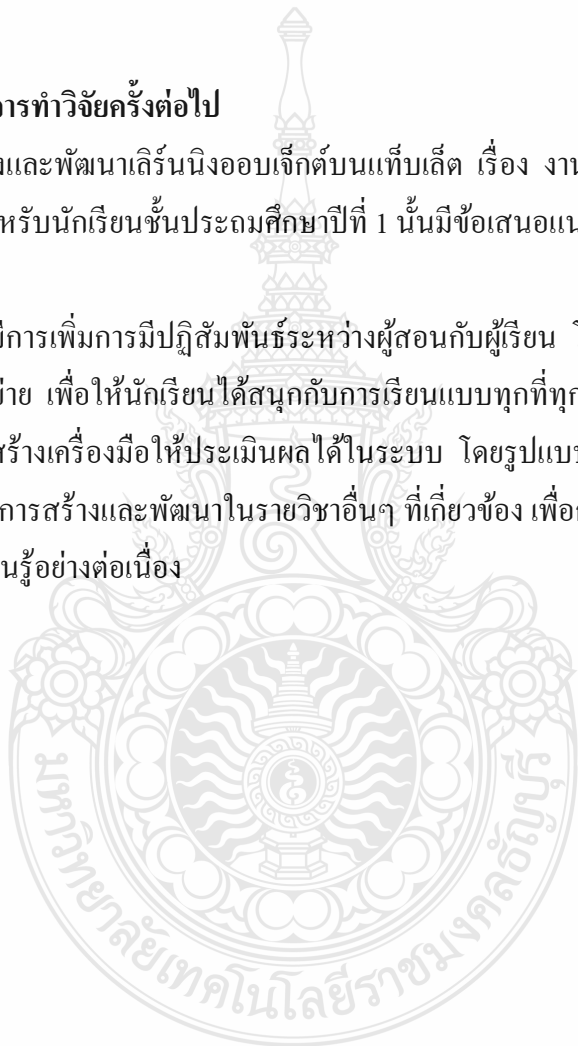 ารทำวิจัยครั้งต่อไป
งและพัฒนาเลิร์นนิงออบเจ็กต์บนแท็บเล็ต เรื่อง งาน
หรับนักเรียนชั้นประถมศึกษาปีที่ 1 นั้นมีข้อเสนอแน
มีการเพิ่มการมีปฏิสัมพันธ์ระหว่างผู้สอนกับผู้เรียน โ
ข่าย เพื่อให้นักเรียนได้สนุกกับการเรียนแบบทุกที่ทุก
สร้างเครื่องมือให้ประเมินผลได้ในระบบ โดยรูปแบบ
การสร้างและพัฒนาในรายวิชาอื่นๆ ที่เกี่ยวข้อง เพื่อ
นรู้อย่างต่อเนื่อง
มหาวิทยาลัยเทคโนโลยีราชมงคลธัญบุรี